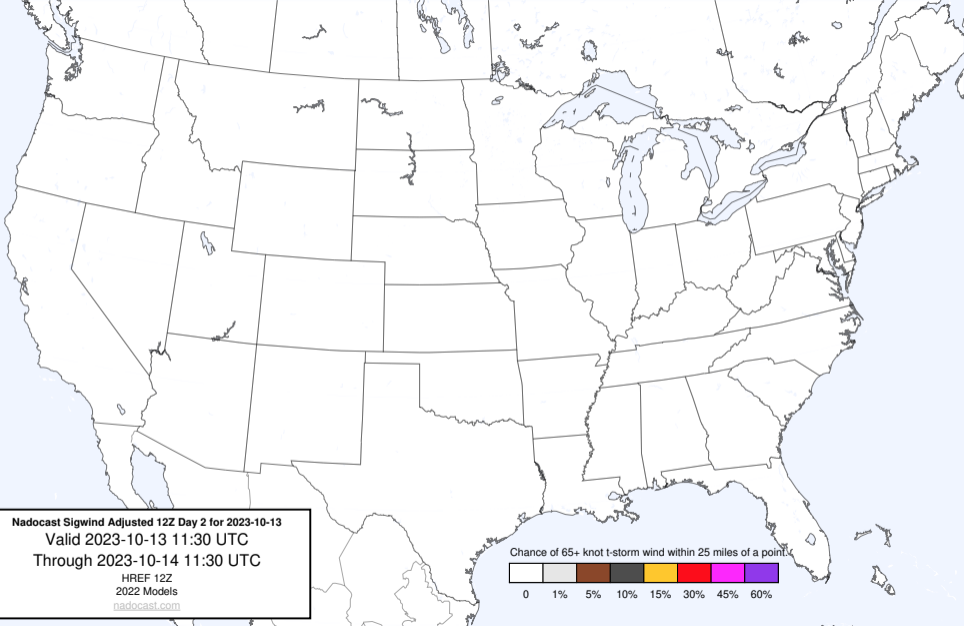 Nadocast Sigwind Adjusted 12Z Day 2 for 2023-10-13
Valid 2023-10-13 11:30 UTC
Through 2023-10-14 11:30 UTC
HREF 12Z
2022 Models
nadocast.com
Chance of 65+ knot t-storm wind within 25 miles of a point.
0 1% 5% 10% 15% 30% 45% 60%